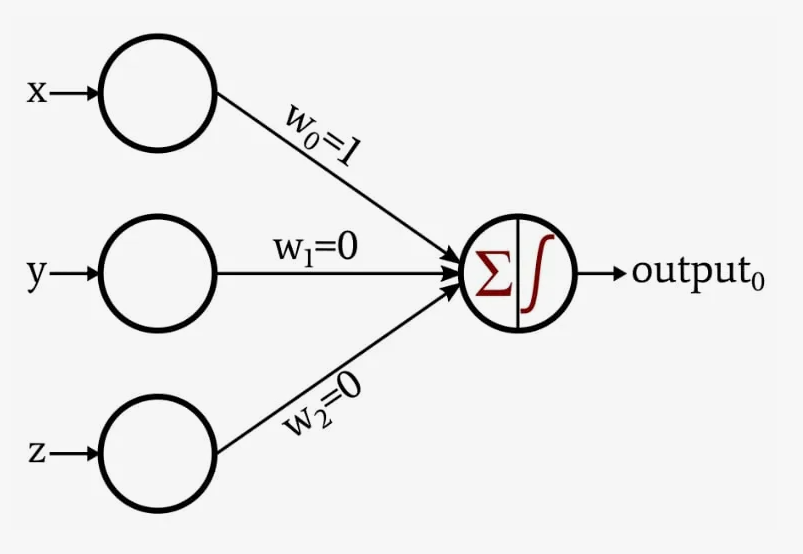 x
w₀=1
y
w₁=0
Σ∫
output₀
z
w₂=0